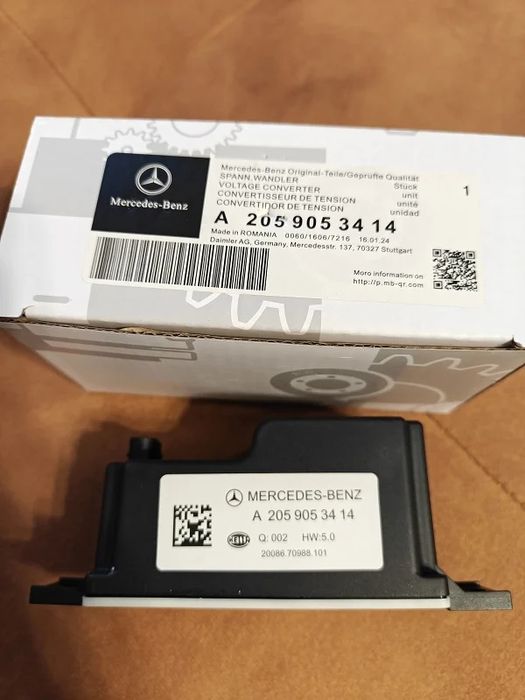 Mercedes-Benz
Mercedes-Benz Original-Teile/Geprüfte Qualität
SPANN.WANDLER Stück
VOLTAGE CONVERTER unit
CONVERTISSEUR DE TENSION unité
CONVERTIDOR DE TENSION unidad
1
A 205 905 34 14
Made in ROMANIA 0060/1606/7216 16.01.24
Daimler AG, Germany, Mercedesstr. 137, 70327 Stuttgart
More information on
http://p.mb-qr.com
MERCEDES-BENZ
A 205 905 34 14
HELLA Q: 002 HW:5.0
20086.70988.101